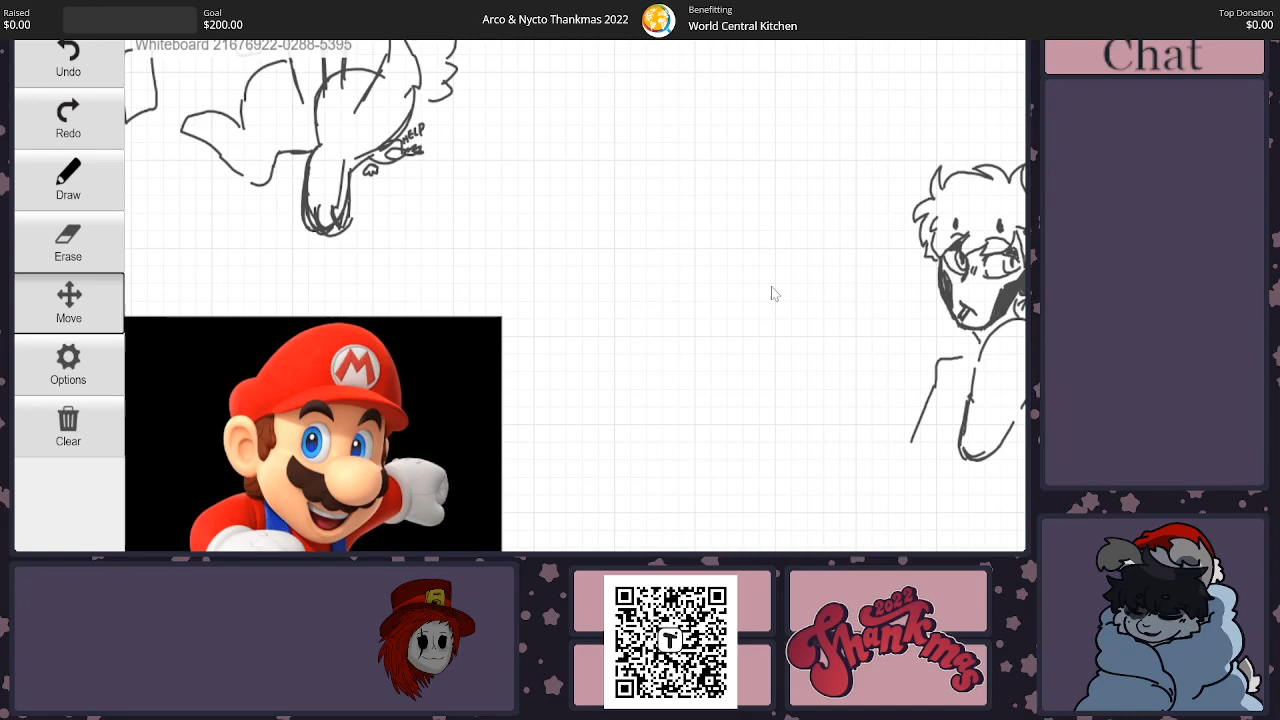 Raised
$0.00
Goal
$200.00
Arco & Nycto Thankmas 2022
Benefitting
World Central Kitchen
Top Donation
$0.00
Whiteboard 21676922-0288-5395
Chat
Undo
Redo
Draw
Erase
Move
Options
Clear
HELP
M
T
2022
Thankmas